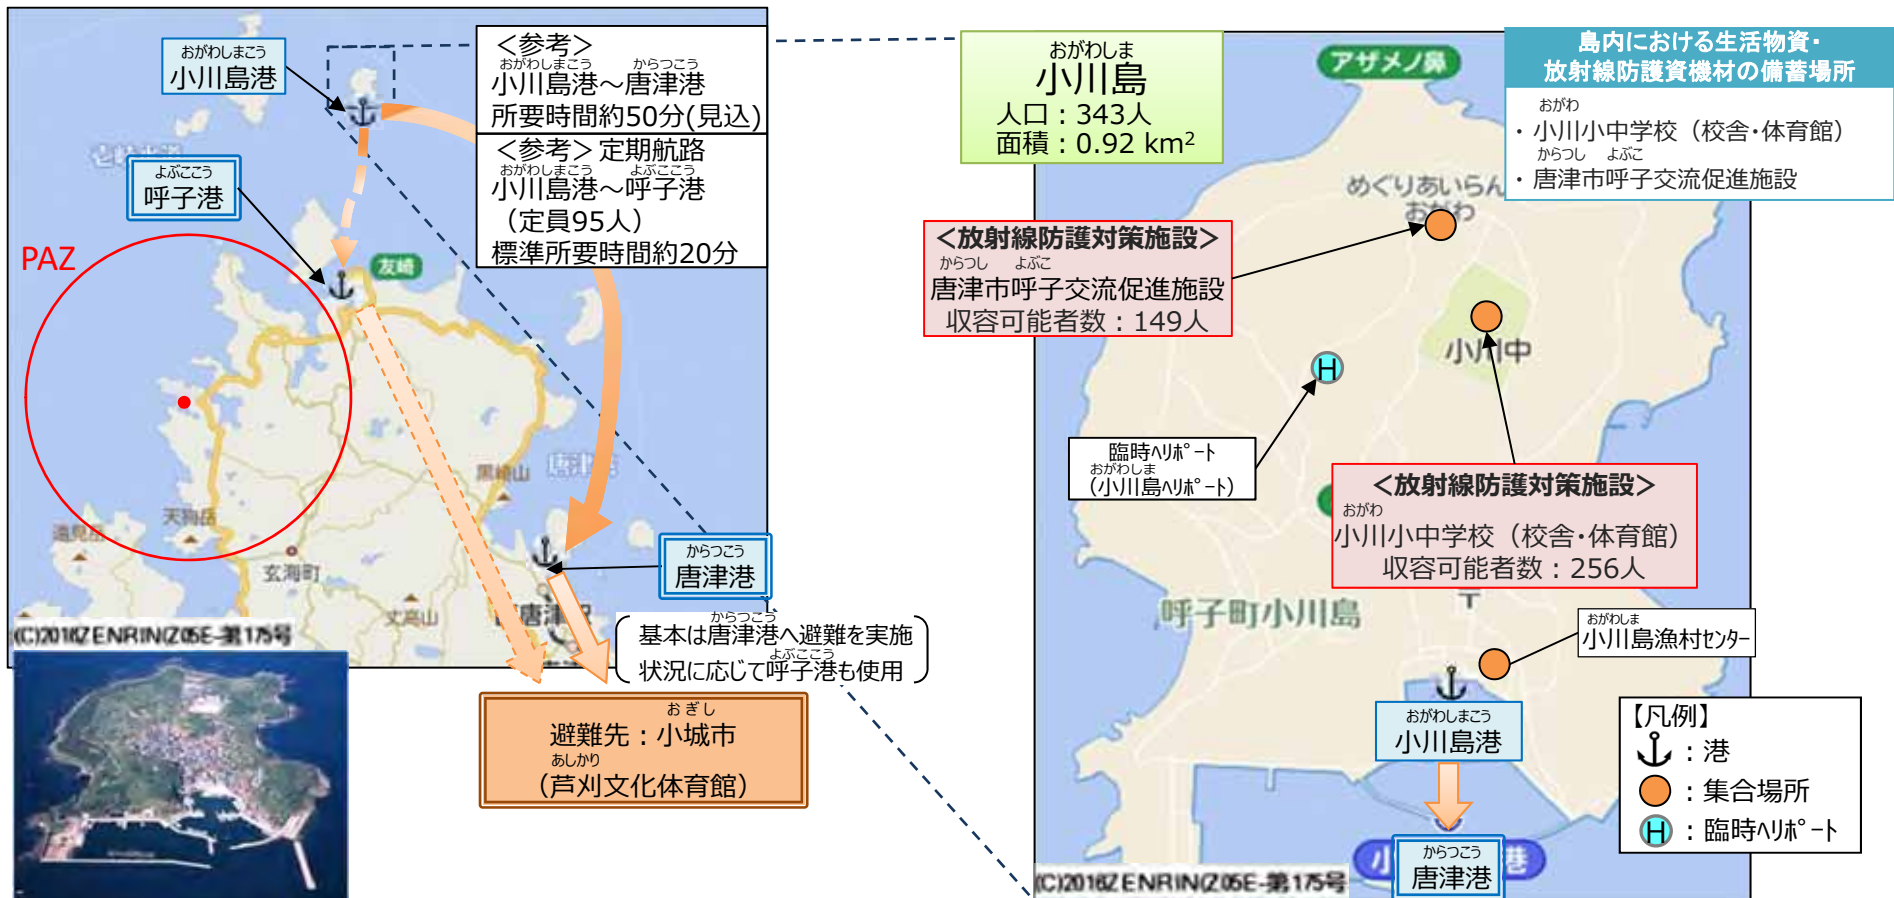 おがわしまこう
小川島港
よぶここう
呼子港
PAZ
＜参考＞
おがわしまこう からつこう
小川島港～唐津港
所要時間約50分(見込)
＜参考＞定期航路
おがわしまこう よぶここう
小川島港～呼子港
（定員95人）
標準所要時間約20分
友崎
黒崎山
天狗岳
玄海町
丈高山
からつこう
唐津港
からつこう
基本は唐津港へ避難を実施
よぶここう
状況に応じて呼子港も使用
(C)2016ZENRIN(Z05E-第175号
おぎし
避難先：小城市
あしかり
（芦刈文化体育館）
おがわしま
小川島
人口：343人
面積：0.92 km²
アザメノ鼻
島内における生活物資・
放射線防護資機材の備蓄場所
おがわ
・小川小中学校（校舎・体育館）
からつし よぶこ
・唐津市呼子交流促進施設
めぐりあいらん
おがわ
＜放射線防護対策施設＞
からつし よぶこ
唐津市呼子交流促進施設
収容可能者数：149人
小川中
H
臨時ﾍﾘﾎﾟｰﾄ
おがわしま
（小川島ﾍﾘﾎﾟｰﾄ）
＜放射線防護対策施設＞
おがわ
小川小中学校（校舎・体育館）
収容可能者数：256人
呼子町小川島
おがわしま
小川島漁村ｾﾝﾀｰ
おがわしまこう
小川島港
からつこう
唐津港
【凡例】
：港
：集合場所
H：臨時ﾍﾘﾎﾟｰﾄ
(C)2016ZENRIN(Z05E-第175号